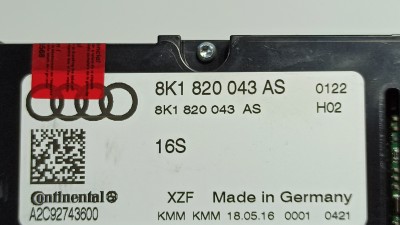 8K1 820 043 AS 0122
8K1 820 043 AS H02
16S
Continental XZF Made in Germany
A2C92743600 KMM KMM 18.05.16 0001 0421